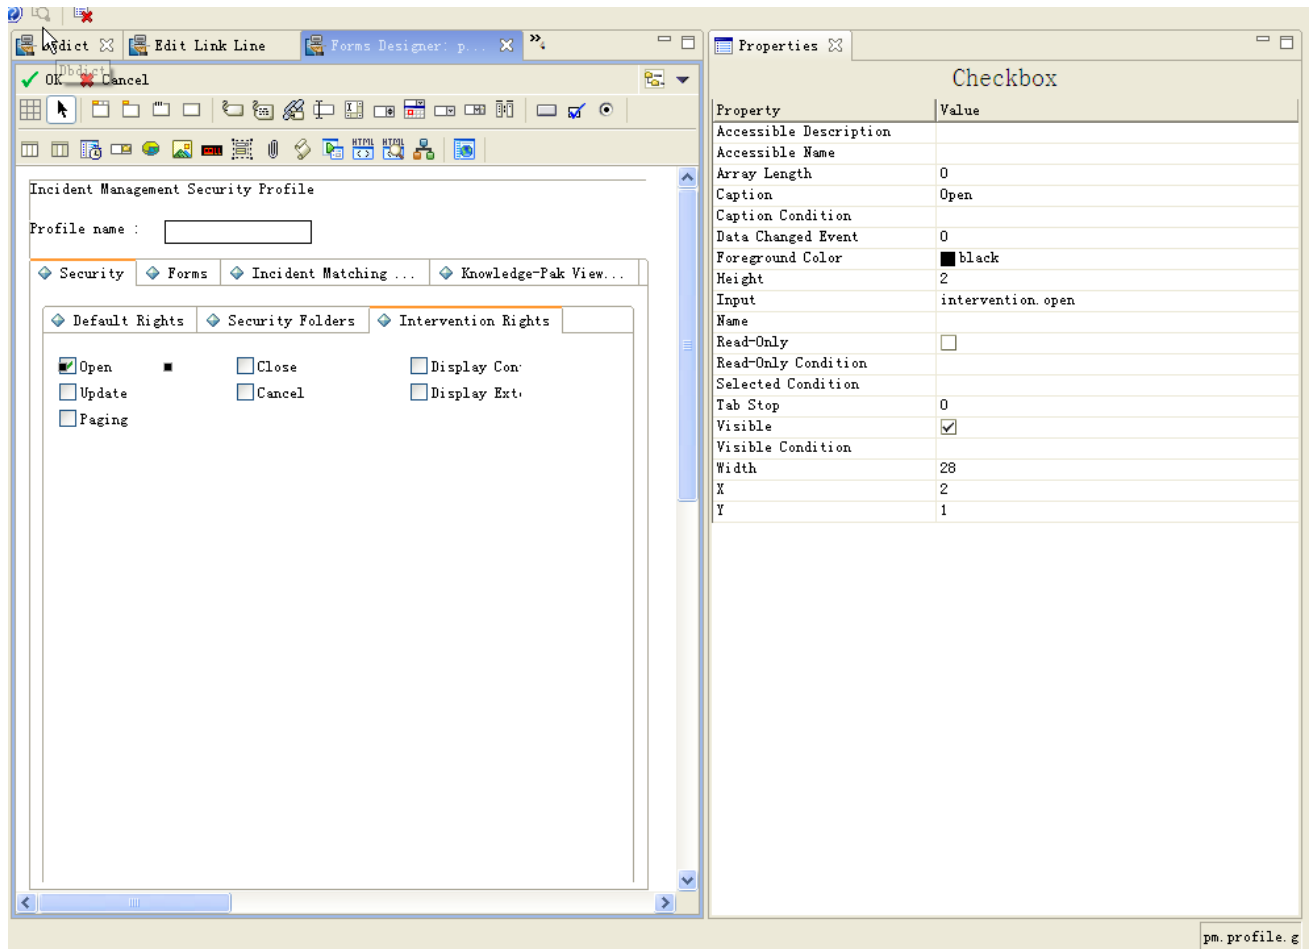 Dbdict Edit Link Line Forms Designer: p...
Dbdict
OK Cancel
Incident Management Security Profile
Profile name :
Security Forms Incident Matching ... Knowledge-Pak View...
Default Rights Security Folders Intervention Rights
Open Close Display Con
Update Cancel Display Ext
Paging
Properties
Checkbox
Property Value
Accessible Description
Accessible Name
Array Length 0
Caption Open
Caption Condition
Data Changed Event 0
Foreground Color black
Height 2
Input intervention.open
Name
Read-Only
Read-Only Condition
Selected Condition
Tab Stop 0
Visible
Visible Condition
Width 28
X 2
Y 1
pm.profile.g